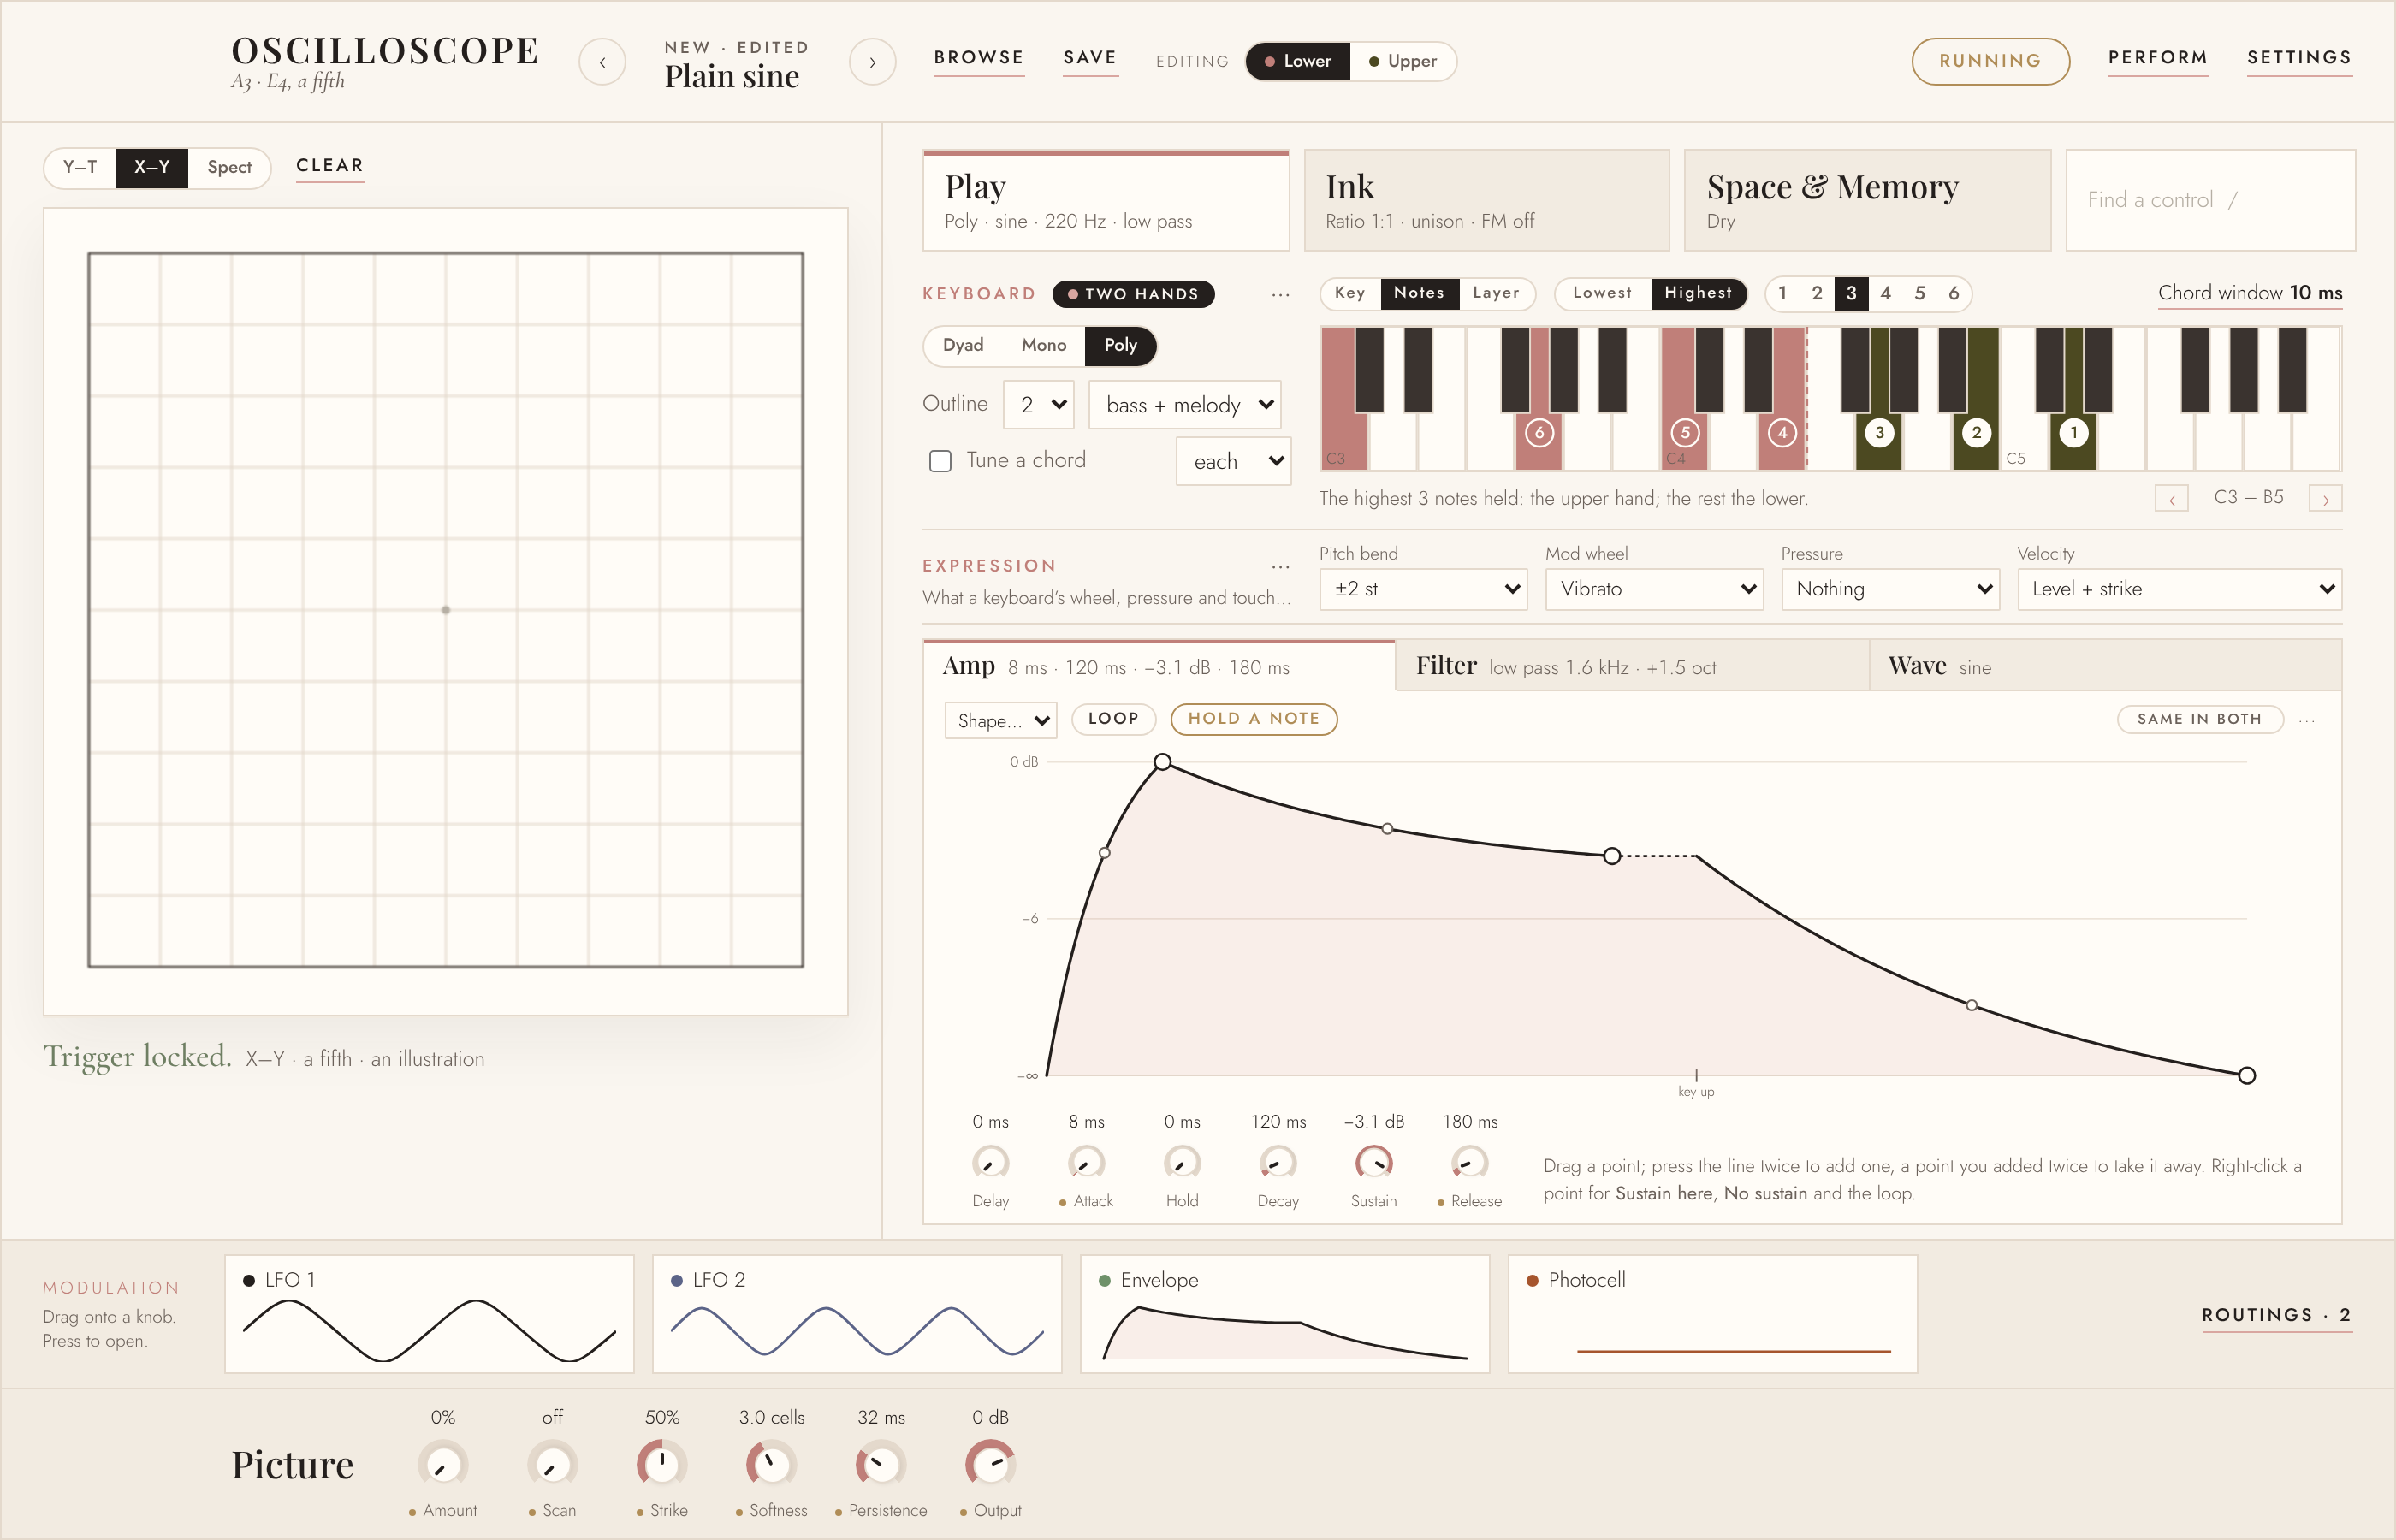 OSCILLOSCOPE
A3 · E4, a fifth
‹
NEW · EDITED
Plain sine
›
BROWSE
SAVE
EDITING
Lower
Upper
RUNNING
PERFORM
SETTINGS
Y–T
X–Y
Spect
CLEAR
Trigger locked. X–Y · a fifth · an illustration
Play
Poly · sine · 220 Hz · low pass
Ink
Ratio 1:1 · unison · FM off
Space & Memory
Dry
Find a control /
KEYBOARD
TWO HANDS
...
Key
Notes
Layer
Lowest
Highest
1 2 3 4 5 6
Chord window 10 ms
Dyad
Mono
Poly
Outline
2
bass + melody
Tune a chord
each
6
5
4
3
2
1
C3
C4
C5
The highest 3 notes held: the upper hand; the rest the lower.
‹
C3 – B5
›
EXPRESSION
...
What a keyboard's wheel, pressure and touch...
Pitch bend
±2 st
Mod wheel
Vibrato
Pressure
Nothing
Velocity
Level + strike
Amp 8 ms · 120 ms · −3.1 dB · 180 ms
Filter low pass 1.6 kHz · +1.5 oct
Wave sine
Shape...
LOOP
HOLD A NOTE
SAME IN BOTH
...
0 dB
−6
−∞
key up
0 ms
8 ms
0 ms
120 ms
−3.1 dB
180 ms
Delay
Attack
Hold
Decay
Sustain
Release
Drag a point; press the line twice to add one, a point you added twice to take it away. Right-click a
point for Sustain here, No sustain and the loop.
MODULATION
Drag onto a knob.
Press to open.
LFO 1
LFO 2
Envelope
Photocell
ROUTINGS · 2
Picture
0%
off
50%
3.0 cells
32 ms
0 dB
Amount
Scan
Strike
Softness
Persistence
Output